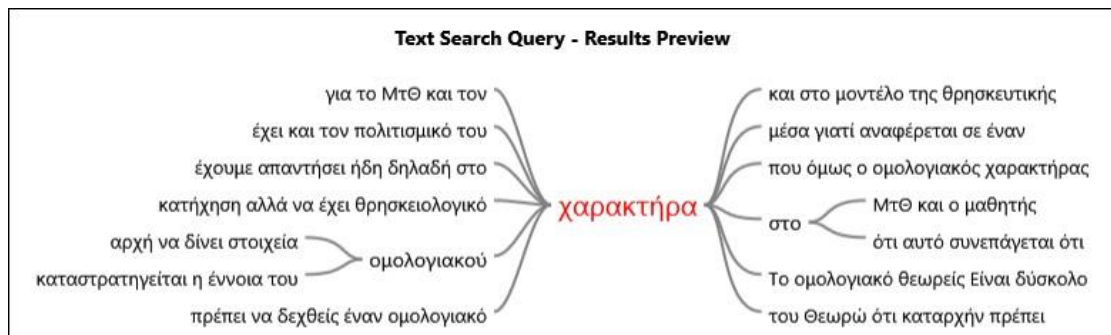 Text Search Query - Results Preview
για το ΜτΘ και τον
έχει και τον πολιτισμικό του
έχουμε απαντήσει ήδη δηλαδή στο
κατήχηση αλλά να έχει θρησκειολογικό
αρχή να δίνει στοιχεία
καταστρατηγείται η έννοια του
ομολογιακού
πρέπει να δεχθείς έναν ομολογιακό
χαρακτήρα
και στο μοντέλο της θρησκευτικής
μέσα γιατί αναφέρεται σε έναν
που όμως ο ομολογιακός χαρακτήρας
στο
ΜτΘ και ο μαθητής
ότι αυτό συνεπάγεται ότι
Το ομολογιακό θεωρείς Είναι δύσκολο
του Θεωρώ ότι καταρχήν πρέπει